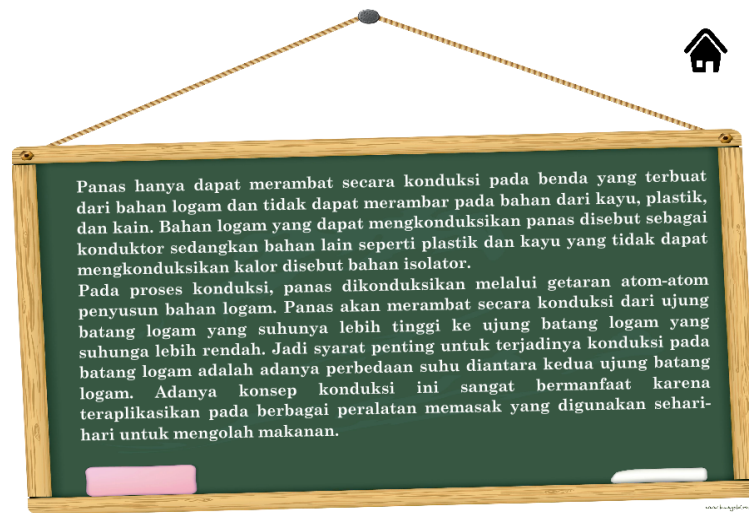 Panas hanya dapat merambat secara konduksi pada benda yang terbuat
dari bahan logam dan tidak dapat merambar pada bahan dari kayu, plastik,
dan kain. Bahan logam yang dapat mengkonduksikan panas disebut sebagai
konduktor sedangkan bahan lain seperti plastik dan kayu yang tidak dapat
mengkonduksikan kalor disebut bahan isolator.
Pada proses konduksi, panas dikonduksikan melalui getaran atom-atom
penyusun bahan logam. Panas akan merambat secara konduksi dari ujung
batang logam yang suhunya lebih tinggi ke ujung batang logam yang
suhunga lebih rendah. Jadi syarat penting untuk terjadinya konduksi pada
batang logam adalah adanya perbedaan suhu diantara kedua ujung batang
logam. Adanya konsep konduksi ini sangat bermanfaat karena
teraplikasikan pada berbagai peralatan memasak yang digunakan sehari-
hari untuk mengolah makanan.